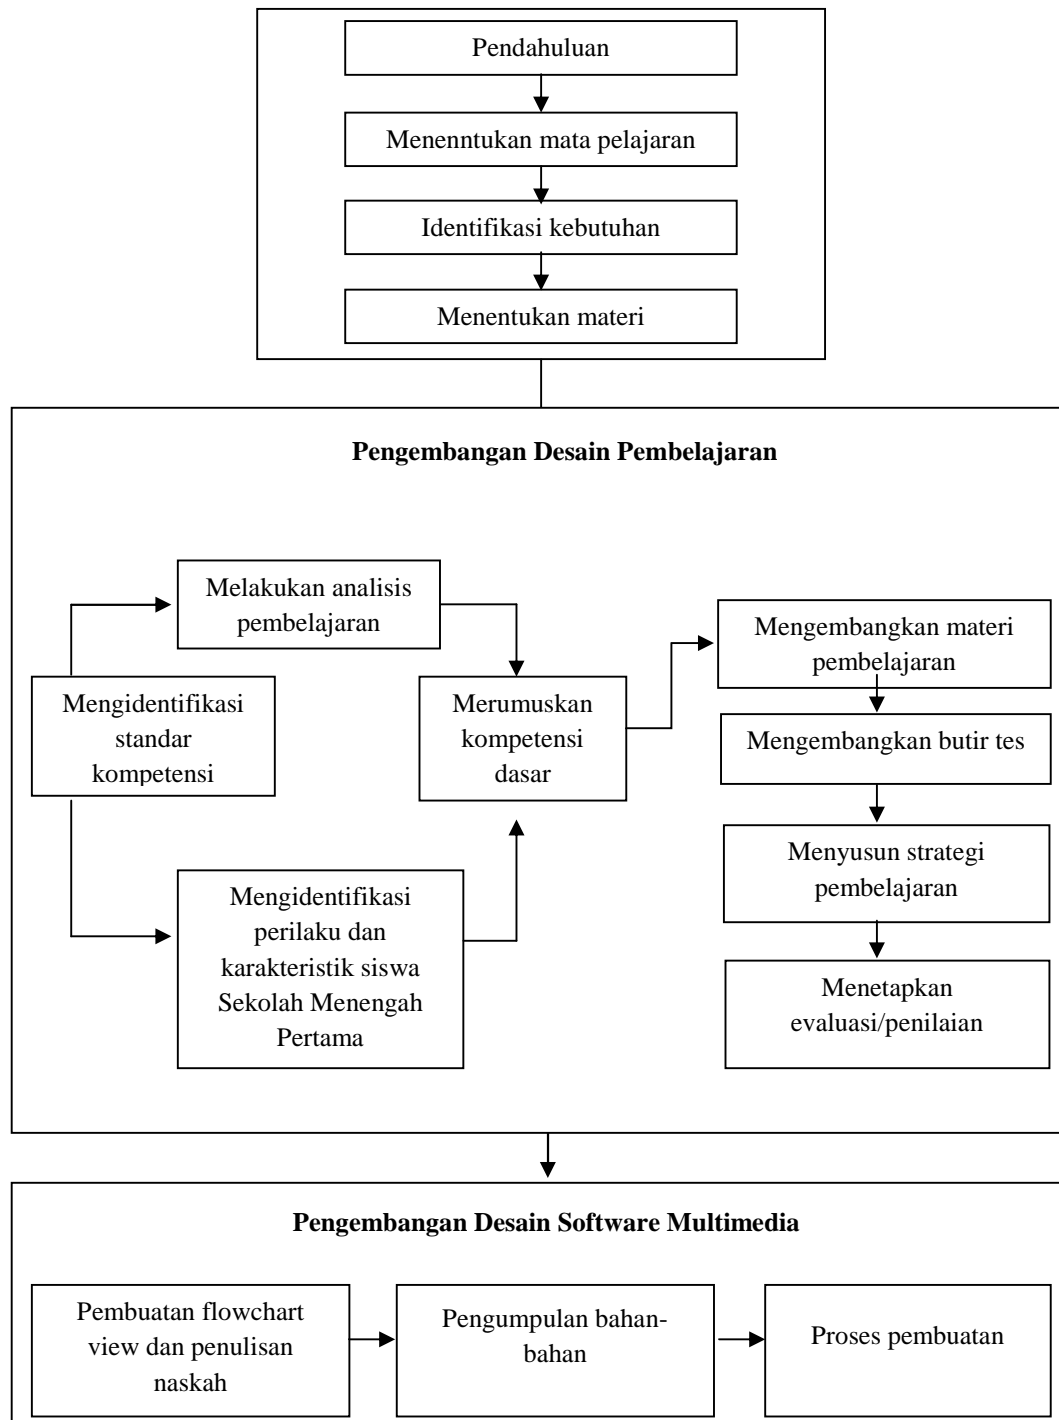 Pendahuluan
Menenntukan mata pelajaran
Identifikasi kebutuhan
Menentukan materi
Pengembangan Desain Pembelajaran
Melakukan analisis
pembelajaran
Mengidentifikasi
standar
kompetensi
Merumuskan
kompetensi
dasar
Mengidentifikasi
perilaku dan
karakteristik siswa
Sekolah Menengah
Pertama
Mengembangkan materi
pembelajaran
Mengembangkan butir tes
Menyusun strategi
pembelajaran
Menetapkan
evaluasi/penilaian
Pengembangan Desain Software Multimedia
Pembuatan flowchart
view dan penulisan
naskah
Pengumpulan bahan-
bahan
Proses pembuatan